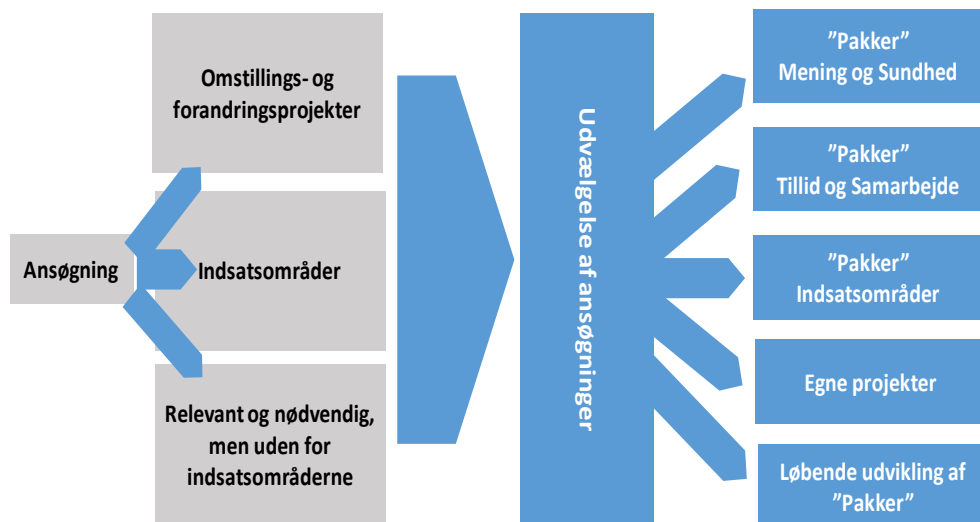 Ansøgning
Omstillings- og
forandringsprojekter
Indsatsområder
Relevant og nødvendig,
men uden for
indsatsområderne
Udvælgelse af ansøgninger
”Pakker”
Mening og Sundhed
”Pakker”
Tillid og Samarbejde
”Pakker”
Indsatsområder
Egne projekter
Løbende udvikling af
”Pakker”